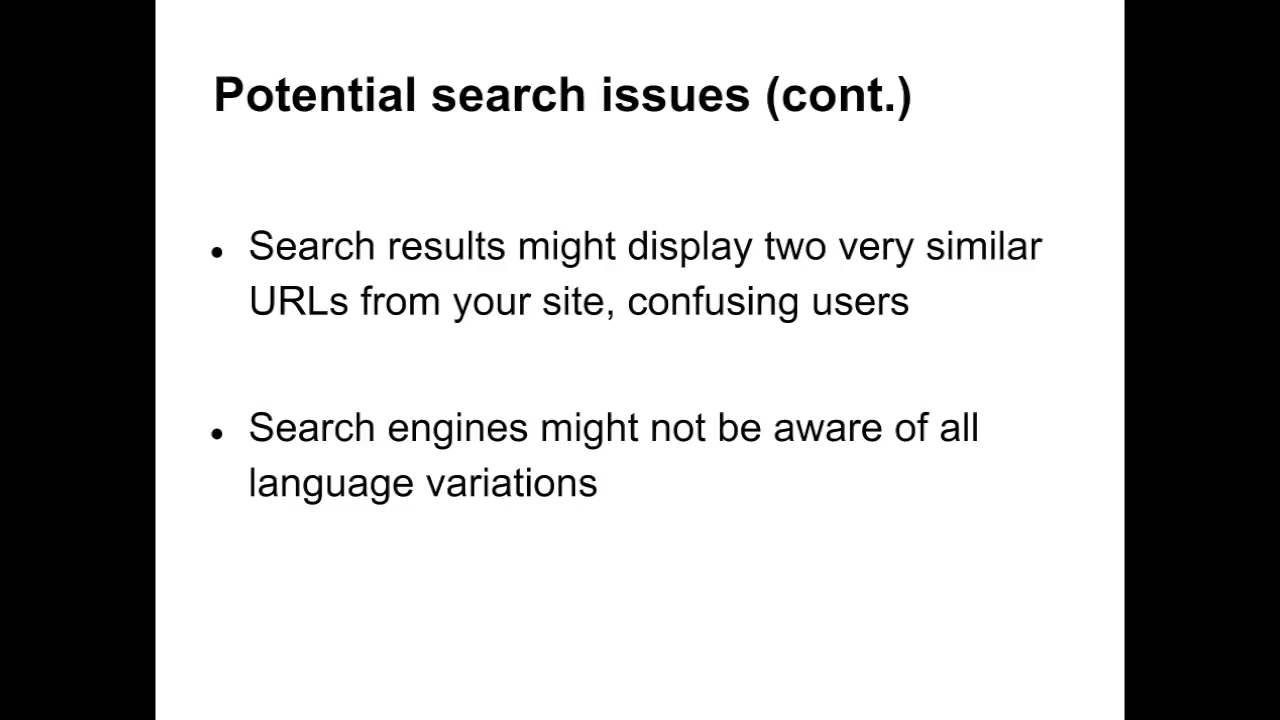 Potential search issues (cont.)
• Search results might display two very similar
URLs from your site, confusing users
• Search engines might not be aware of all
language variations